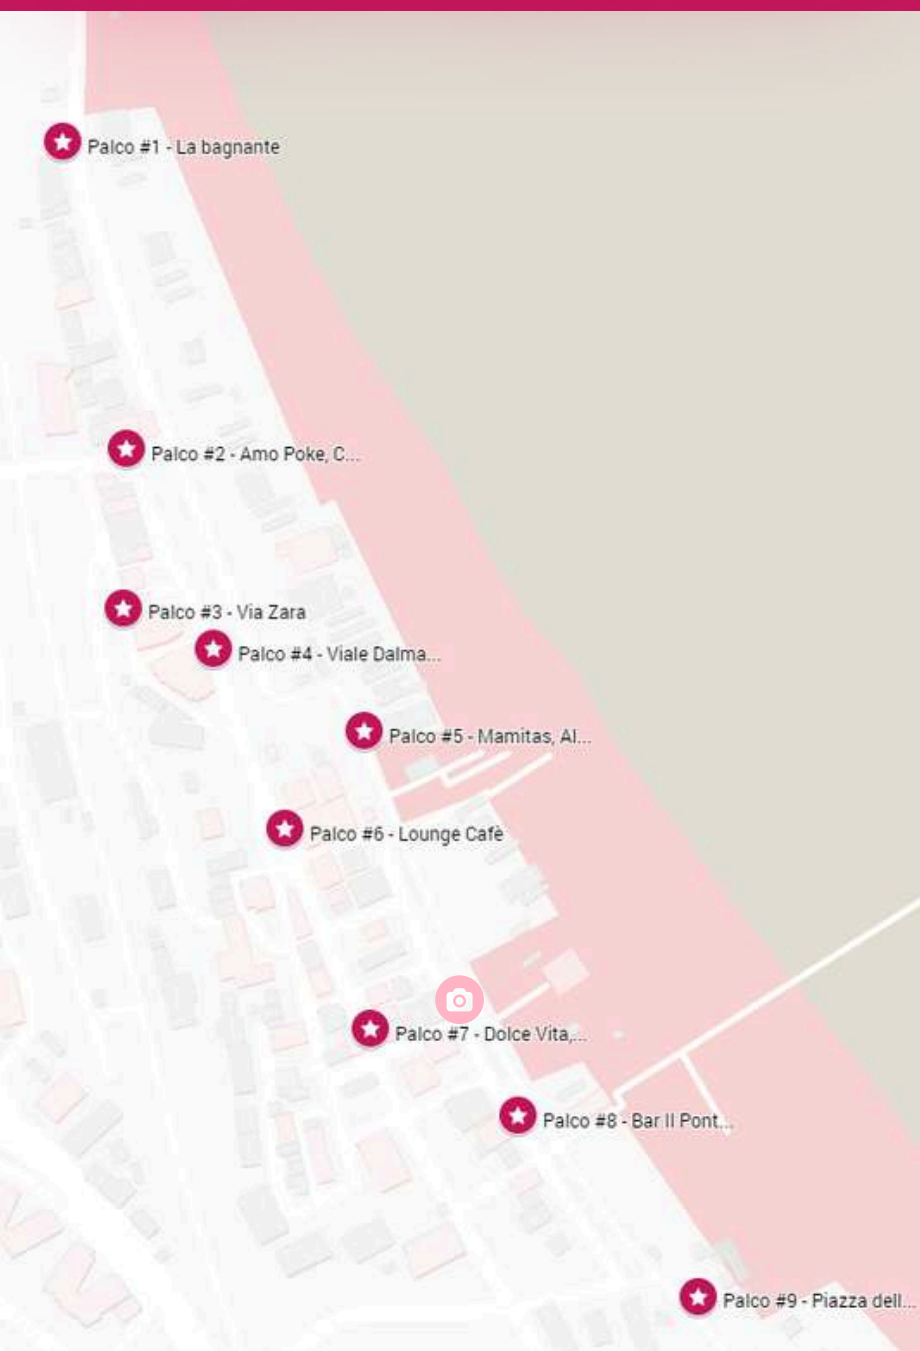 Palco #1 - La bagnante
Palco #2 - Amo Poke, C...
Palco #3 - Via Zara
Palco #4 - Viale Dalma...
Palco #5 - Mamitas, Al...
Palco #6 - Lounge Cafè
Palco #7 - Dolce Vita,...
Palco #8 - Bar Il Pont...
Palco #9 - Piazza dell...